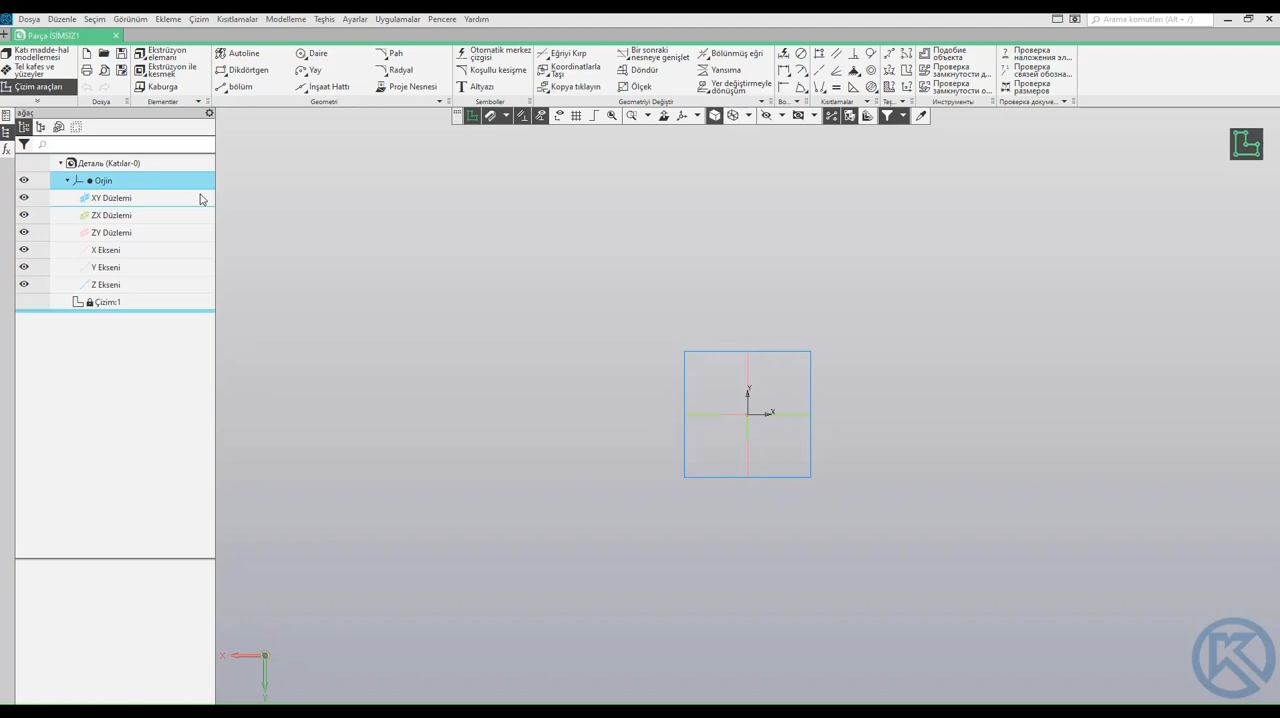 Dosya Düzenle Seçim Görünüm Ekleme Çizim Kısıtlamalar Modelleme Teşhis Ayarlar Uygulamalar Pencere Yardım
Arama komutları (Alt + /)
Parça İSİMSİZ1
Katı madde-hal modellemesi
Tel kafes ve yüzeyler
Çizim araçları
Dosya
Ekstrüzyon elemanı
Ekstrüzyon ile kesmek
Kaburga
Elementler
Autoline
Dikdörtgen
bölüm
Daire
Yay
İnşaat Hattı
Pah
Radyal
Proje Nesnesi
Geometri
Otomatik merkez çizgisi
Koşullu kesişme
Altyazı
Semboller
Eğriyi Kırp
Koordinatlarla Taşı
Kopya tıklayın
Bir sonraki nesneye genişlet
Döndür
Ölçek
Bölünmüş eğri
Yansıma
Yer değiştirmeyle dönüşüm
Geometriyi Değiştir
Bo...
Kısıtlamalar
Teş...
Подобие объекта
Проверка замкнутости д...
Проверка замкнутости о...
Инструменты
Проверка наложения эл...
Проверка связей обозна...
Проверка размеров
Проверка докуме...
ağaç
Деталь (Katılar-0)
Orjin
XY Düzlemi
ZX Düzlemi
ZY Düzlemi
X Ekseni
Y Ekseni
Z Ekseni
Çizim:1
Y
X
X
Y